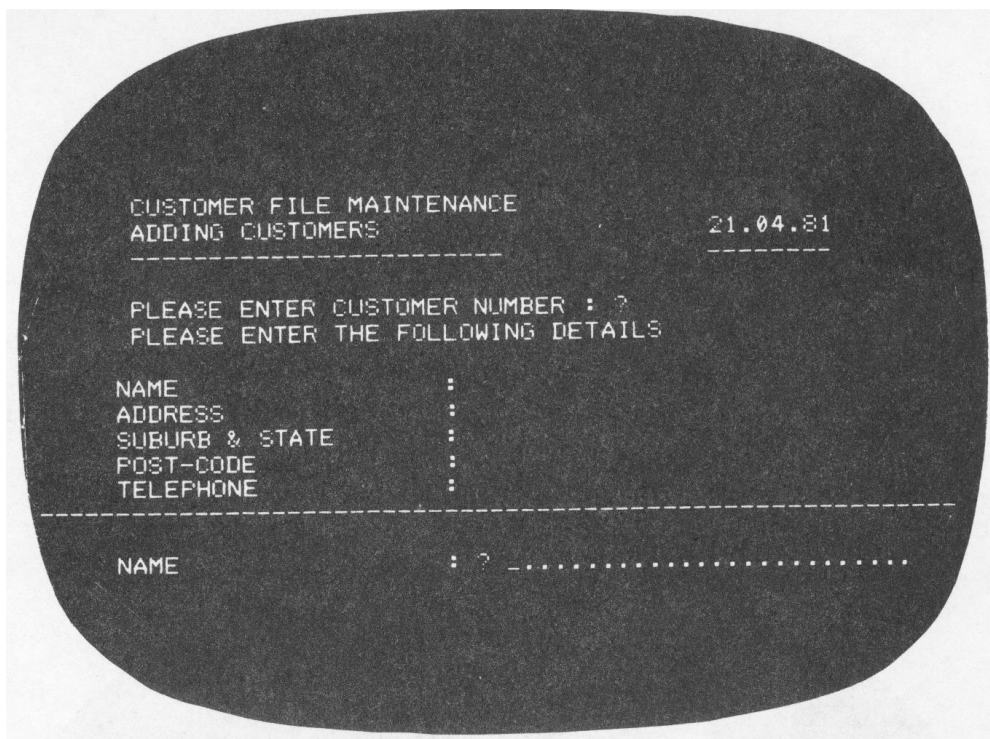 CUSTOMER FILE MAINTENANCE
ADDING CUSTOMERS 21.04.81
-------------------------
PLEASE ENTER CUSTOMER NUMBER : ?
PLEASE ENTER THE FOLLOWING DETAILS
NAME :
ADDRESS :
SUBURB & STATE :
POST-CODE :
TELEPHONE :
NAME : ? _.........................